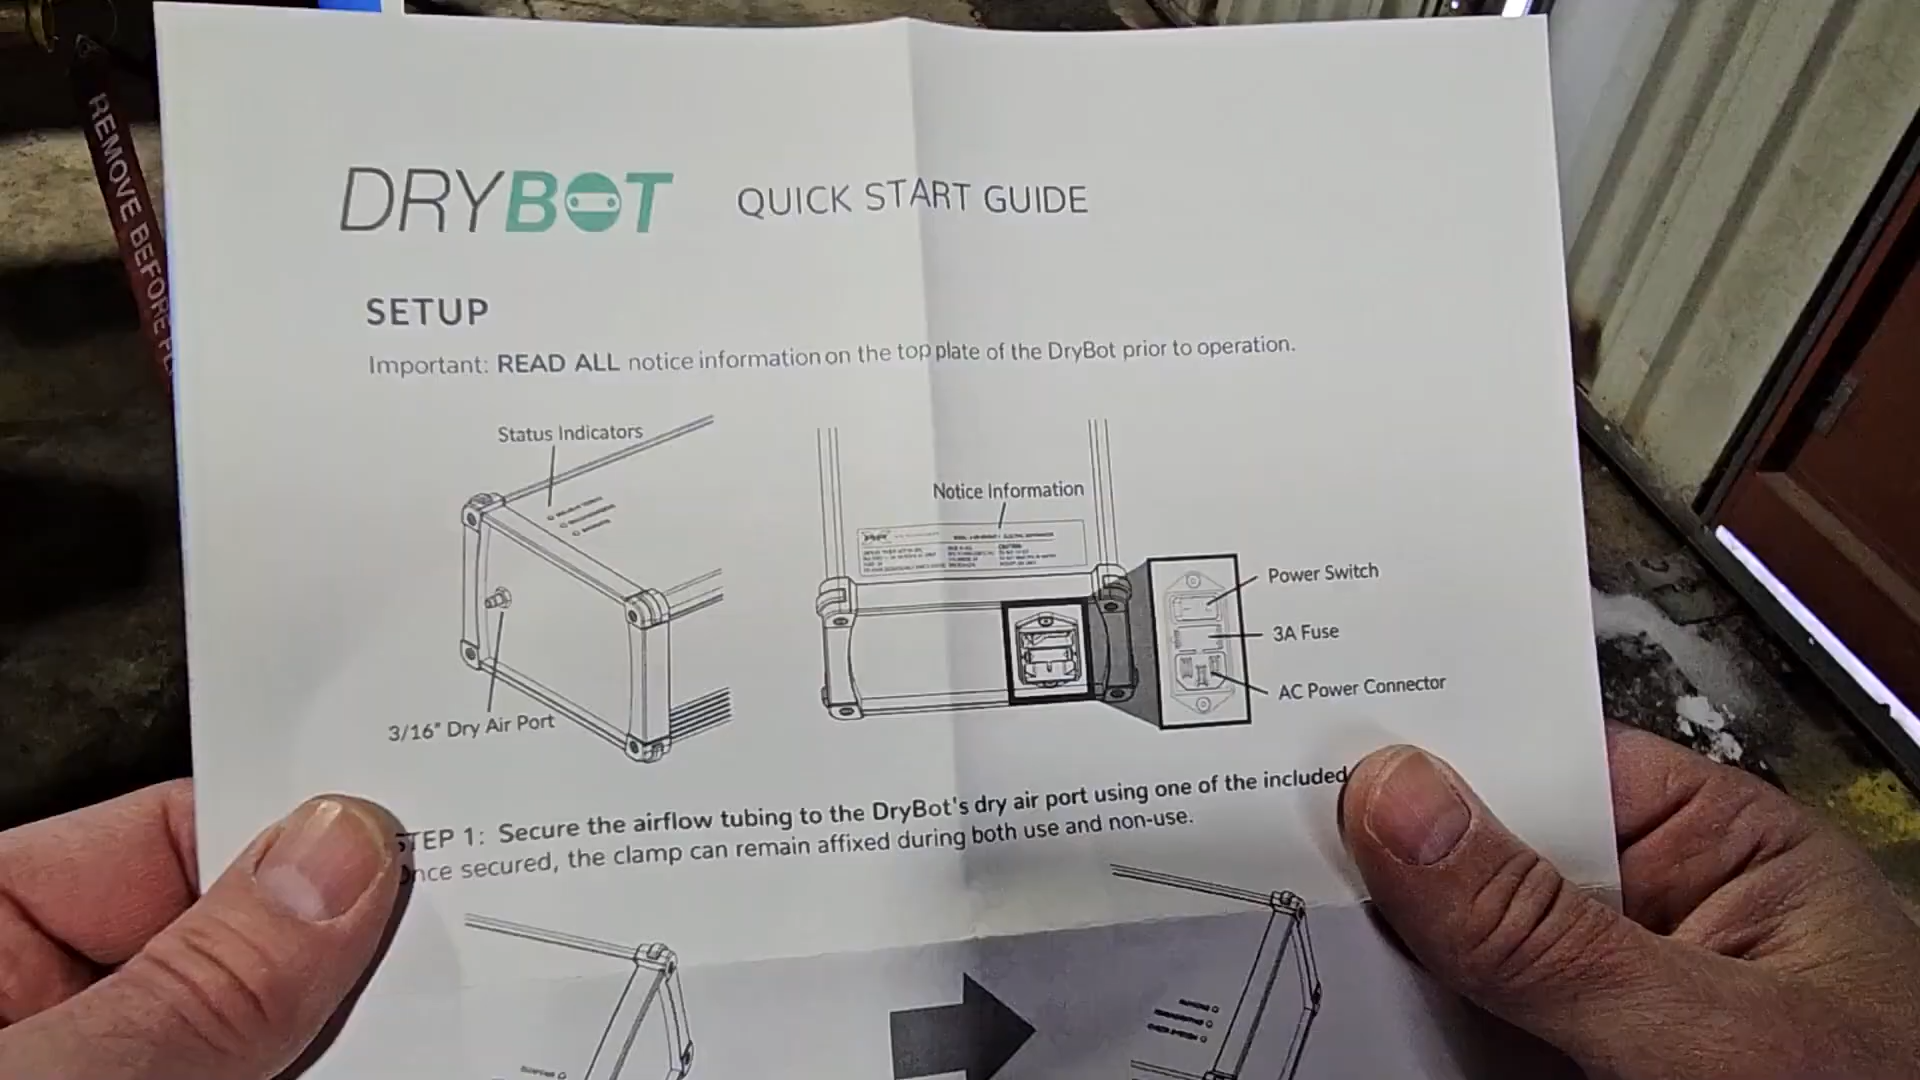 REMOVE BEFORE
DRYBOT QUICK START GUIDE
SETUP
Important: READ ALL notice information on the top plate of the DryBot prior to operation.
Status Indicators
Notice Information
Power Switch
3A Fuse
AC Power Connector
3/16" Dry Air Port
STEP 1: Secure the airflow tubing to the DryBot's dry air port using one of the included
Once secured, the clamp can remain affixed during both use and non-use.